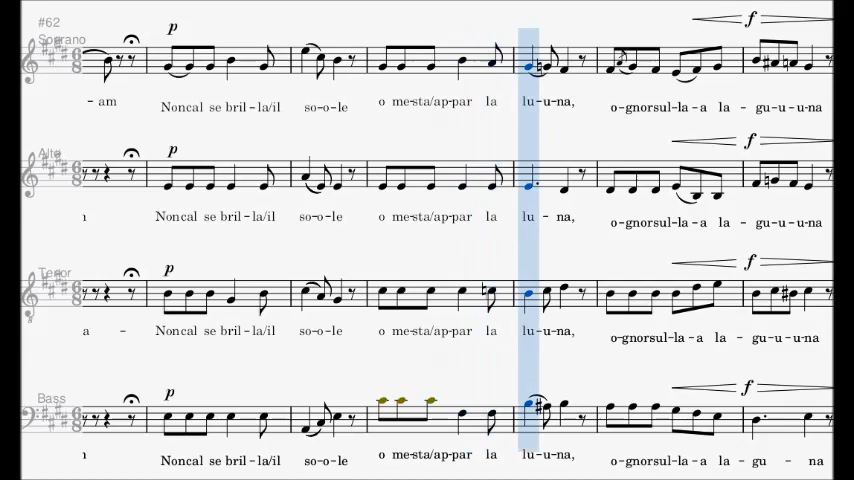 #62
p
f
Soprano
- am Noncal se bril - la/il so-o-le o me-sta/ap-par la lu-u-na, o-gnorsul-la - a la - gu-u-u-na
p
f
Alto
ı Noncal se bril - la/il so-o-le o me-sta/ap-par la lu - na, o-gnorsul-la - a la - gu-u-u-na
p
f
Tenor
a - Noncal se bril - la/il so-o-le o me-sta/ap-par la lu-u-na, o-gnorsul-la - a la - gu-u-u-na
p
f
Bass
ı Noncal se bril - la/il so-o-le o me-sta/ap-par la lu-u-na, o-gnorsul-la - a la - gu - na